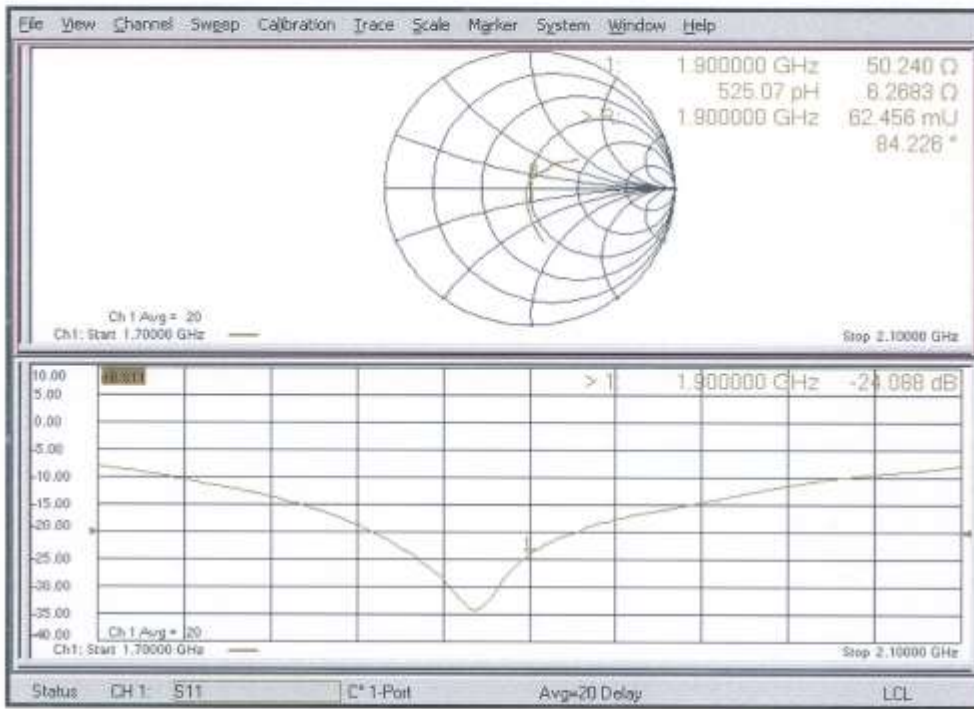 File View Channel Sweep Calibration Trace Scale Marker System Window Help
1: 1.900000 GHz 50.240 Ω
525.07 pH 6.2683 Ω
1.900000 GHz 62.456 mU
84.226 °
Ch 1 Avg = 20
Ch1: Start 1.70000 GHz
Stop 2.10000 GHz
10.00
> 1: 1.900000 GHz -24.088 dB
5.00
0.00
-5.00
-10.00
-15.00
-20.00
-25.00
-30.00
-35.00
-40.00
1
Ch 1 Avg = 20
Ch1: Start 1.70000 GHz
Stop 2.10000 GHz
Status CH 1: S11 C* 1-Port Avg=20 Delay LCL